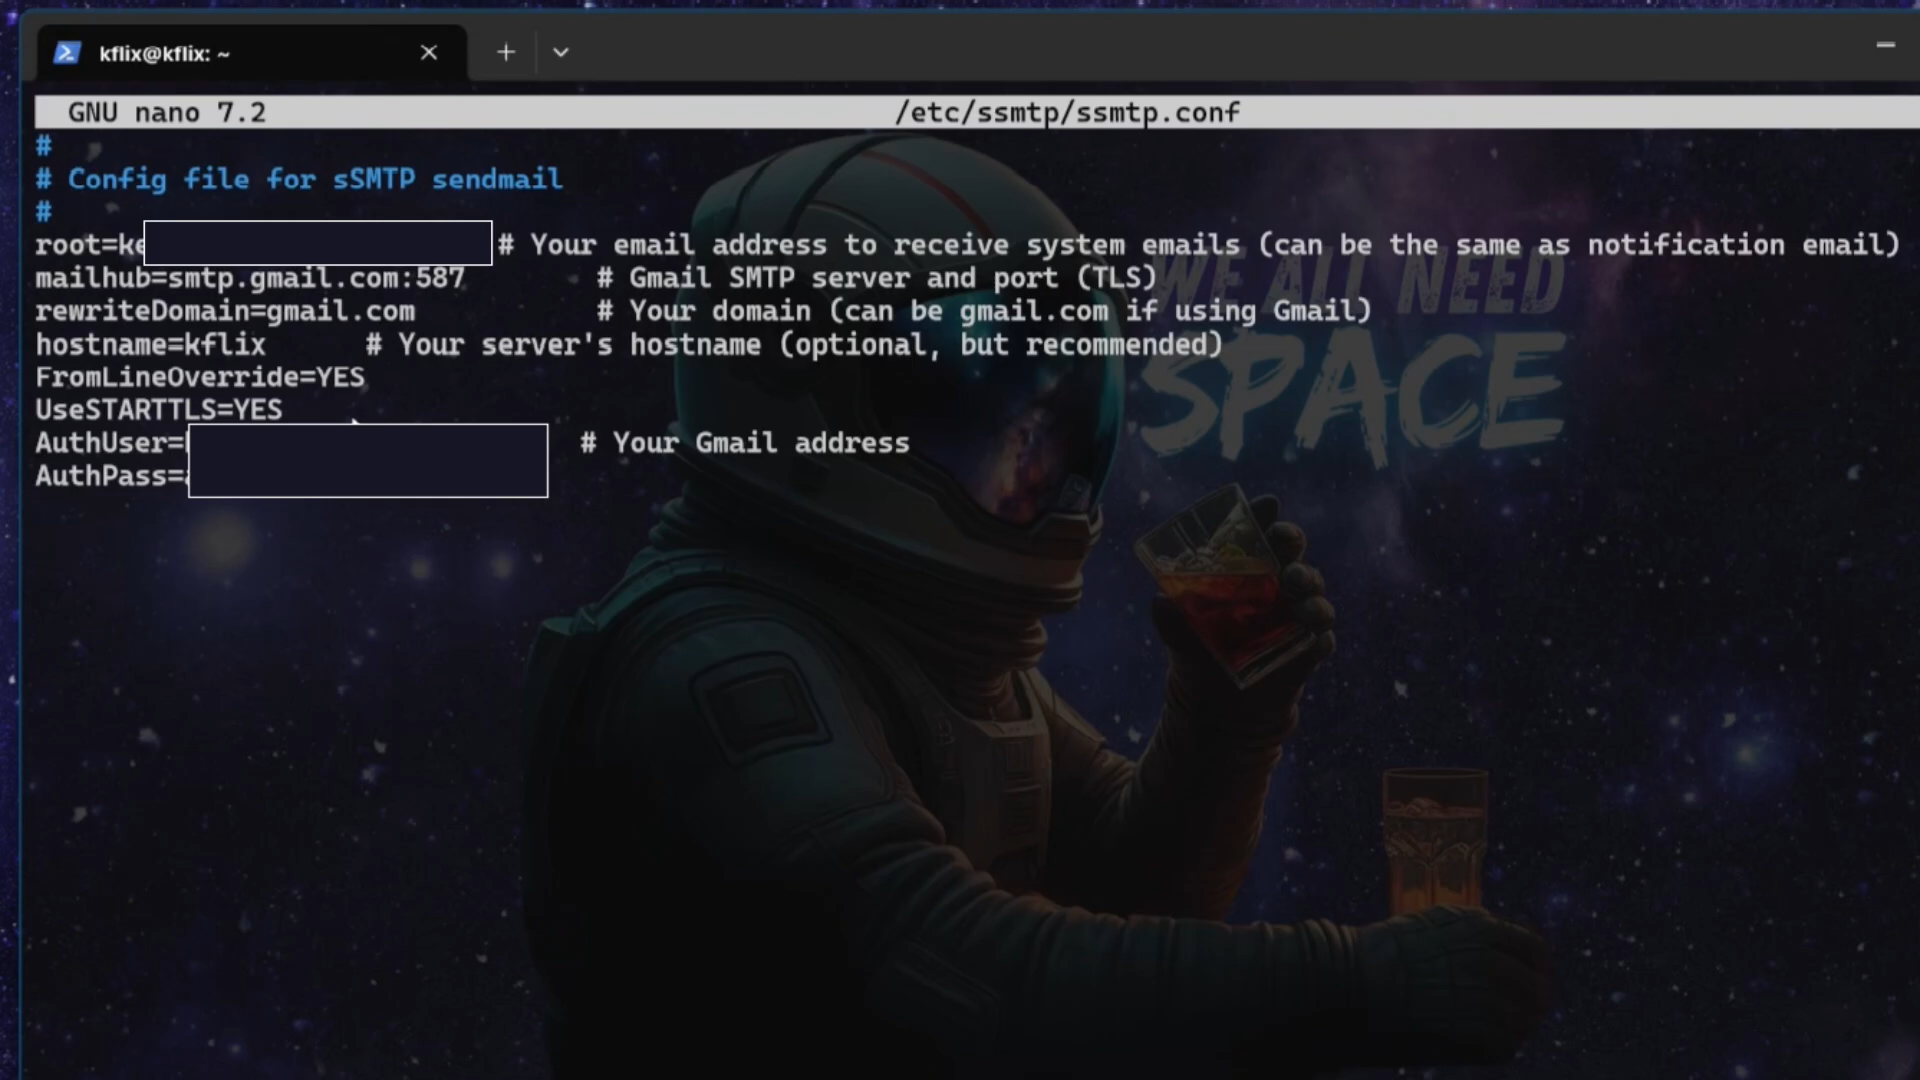 kflix@kflix: ~
GNU nano 7.2 /etc/ssmtp/ssmtp.conf
#
# Config file for sSMTP sendmail
#
root=ke # Your email address to receive system emails (can be the same as notification email)
mailhub=smtp.gmail.com:587 # Gmail SMTP server and port (TLS)
rewriteDomain=gmail.com # Your domain (can be gmail.com if using Gmail)
hostname=kflix # Your server's hostname (optional, but recommended)
FromLineOverride=YES
UseSTARTTLS=YES
AuthUser= # Your Gmail address
AuthPass=
WE ALL NEED
SPACE